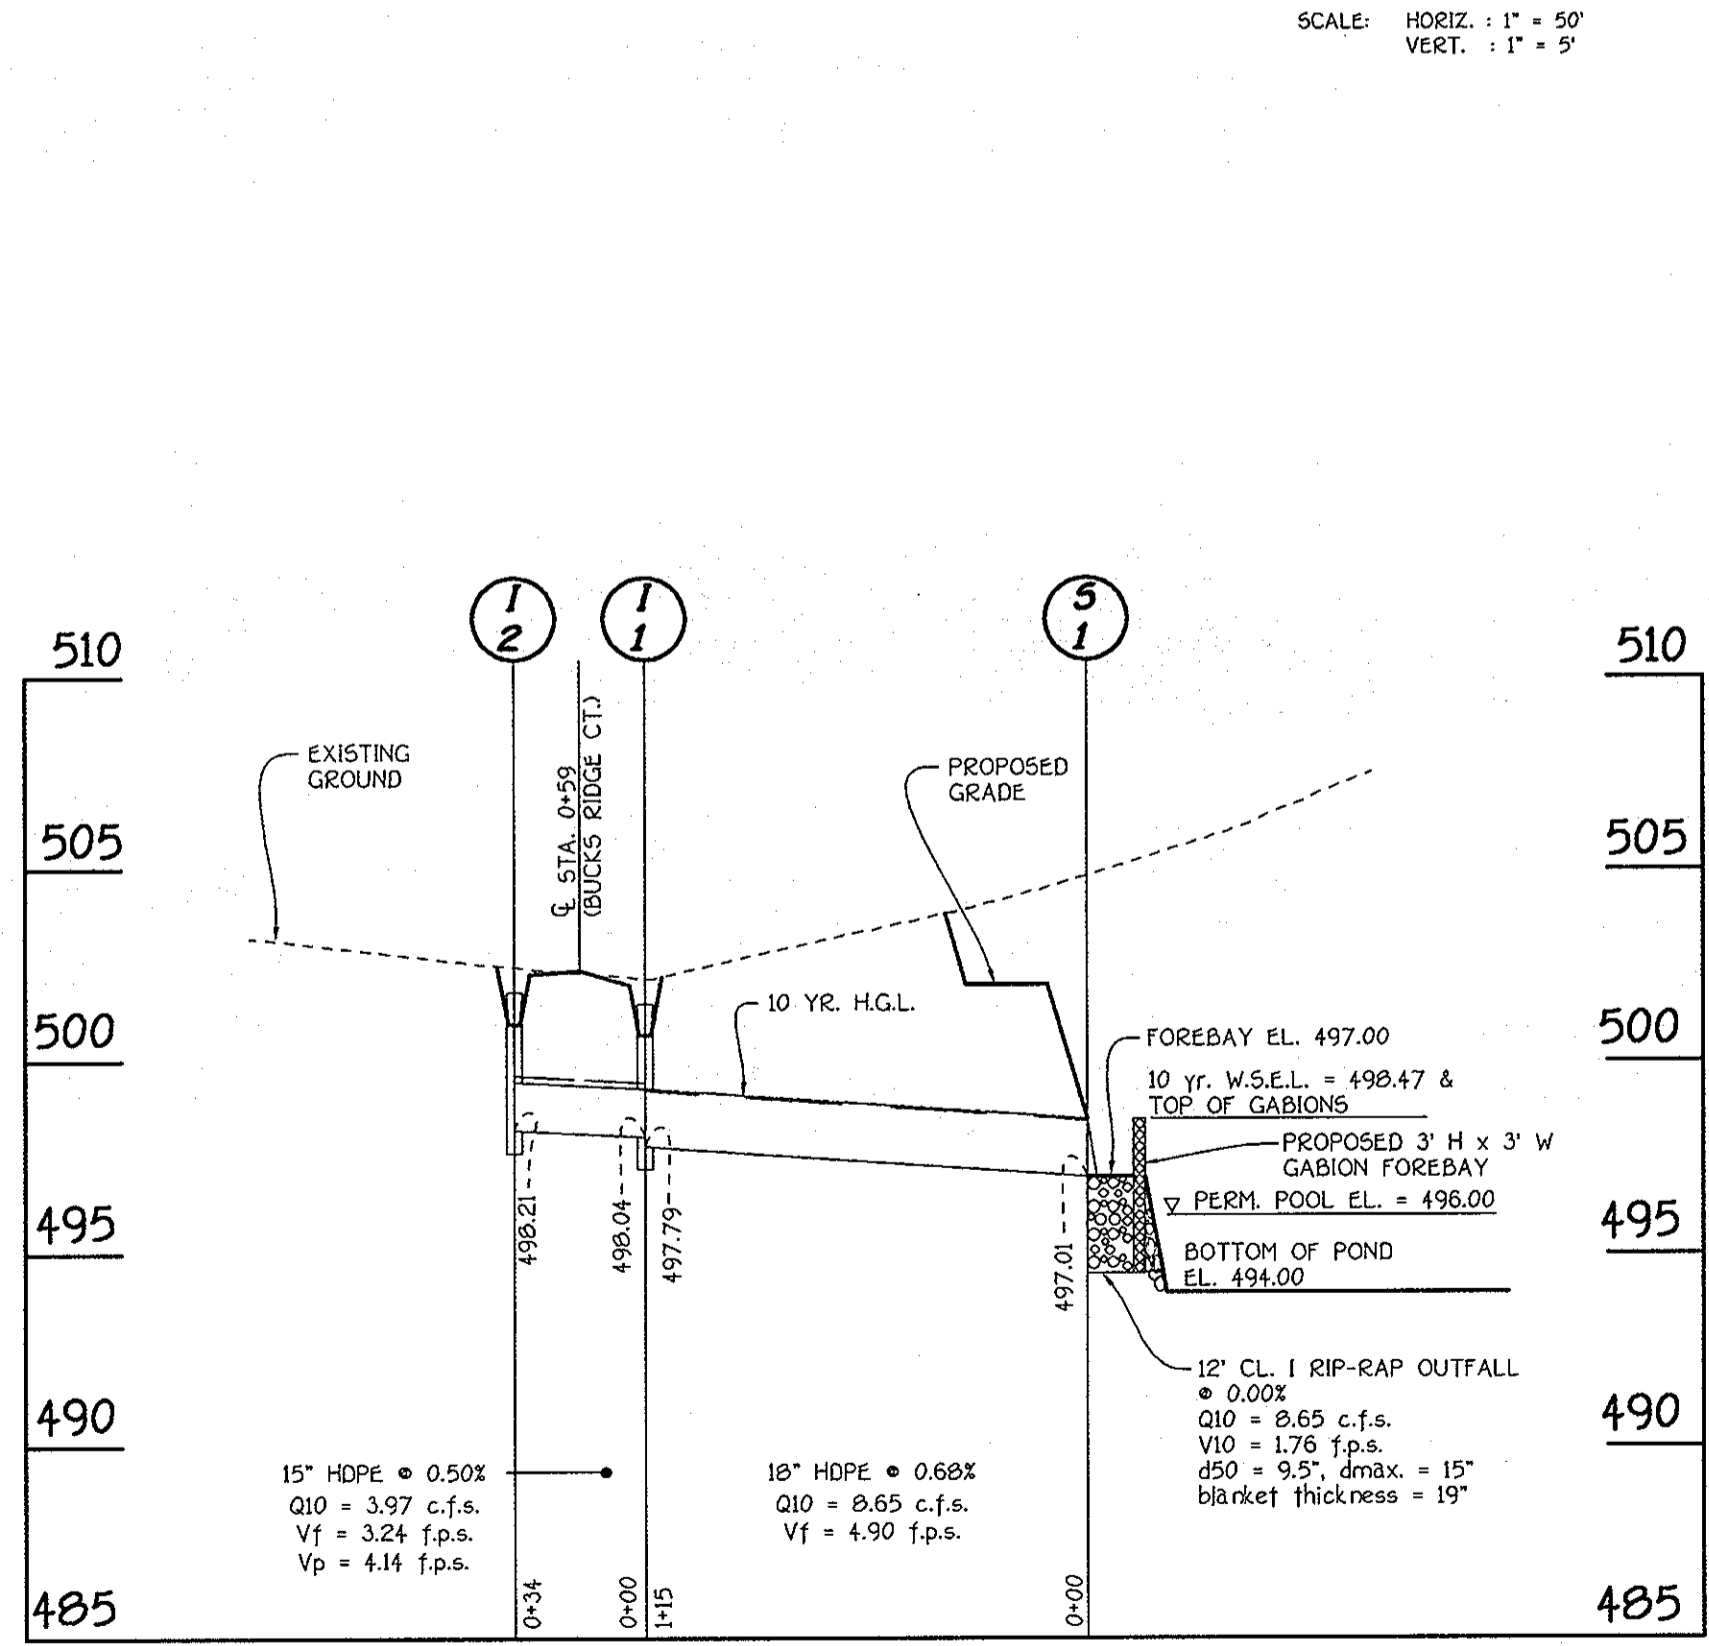 SCALE: HORIZ. : 1" = 50'
VERT. : 1" = 5'
I
2
I
1
S
1
510
510
505
505
500
500
495
495
490
490
485
485
EXISTING
GROUND
℄ STA. 0+59
(BUCKS RIDGE CT.)
PROPOSED
GRADE
10 YR. H.G.L.
FOREBAY EL. 497.00
10 yr. W.S.E.L. = 498.47 &
TOP OF GABIONS
PROPOSED 3' H x 3' W
GABION FOREBAY
PERM. POOL EL. = 496.00
BOTTOM OF POND
EL. 494.00
498.21
498.04
497.79
497.01
12' CL. I RIP-RAP OUTFALL
@ 0.00%
Q10 = 8.65 c.f.s.
V10 = 1.76 f.p.s.
d50 = 9.5", dmax. = 15"
blanket thickness = 19"
15" HDPE @ 0.50%
Q10 = 3.97 c.f.s.
Vf = 3.24 f.p.s.
Vp = 4.14 f.p.s.
18" HDPE @ 0.68%
Q10 = 8.65 c.f.s.
Vf = 4.90 f.p.s.
0+34
0+00
1+15
0+00